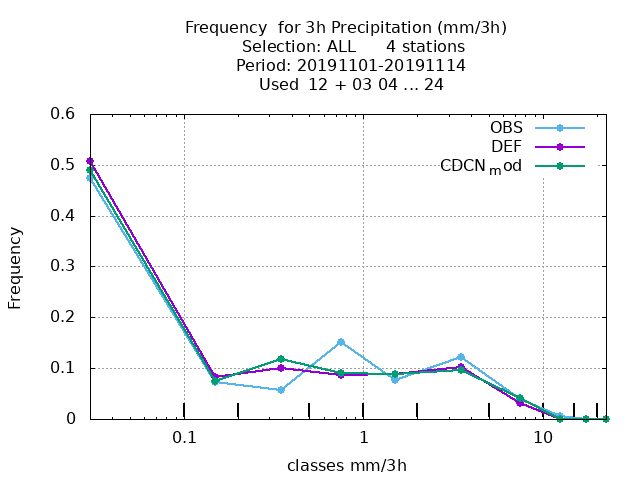 Frequency  for 3h Precipitation (mm/3h)
Selection: ALL      4 stations
Period: 20191101-20191114
Used  12 + 03 04 ... 24
0.6
OBS
DEF
CDCN_mod
0.5
0.4
0.3
0.2
0.1
0
Frequency
0.1 1 10
classes mm/3h